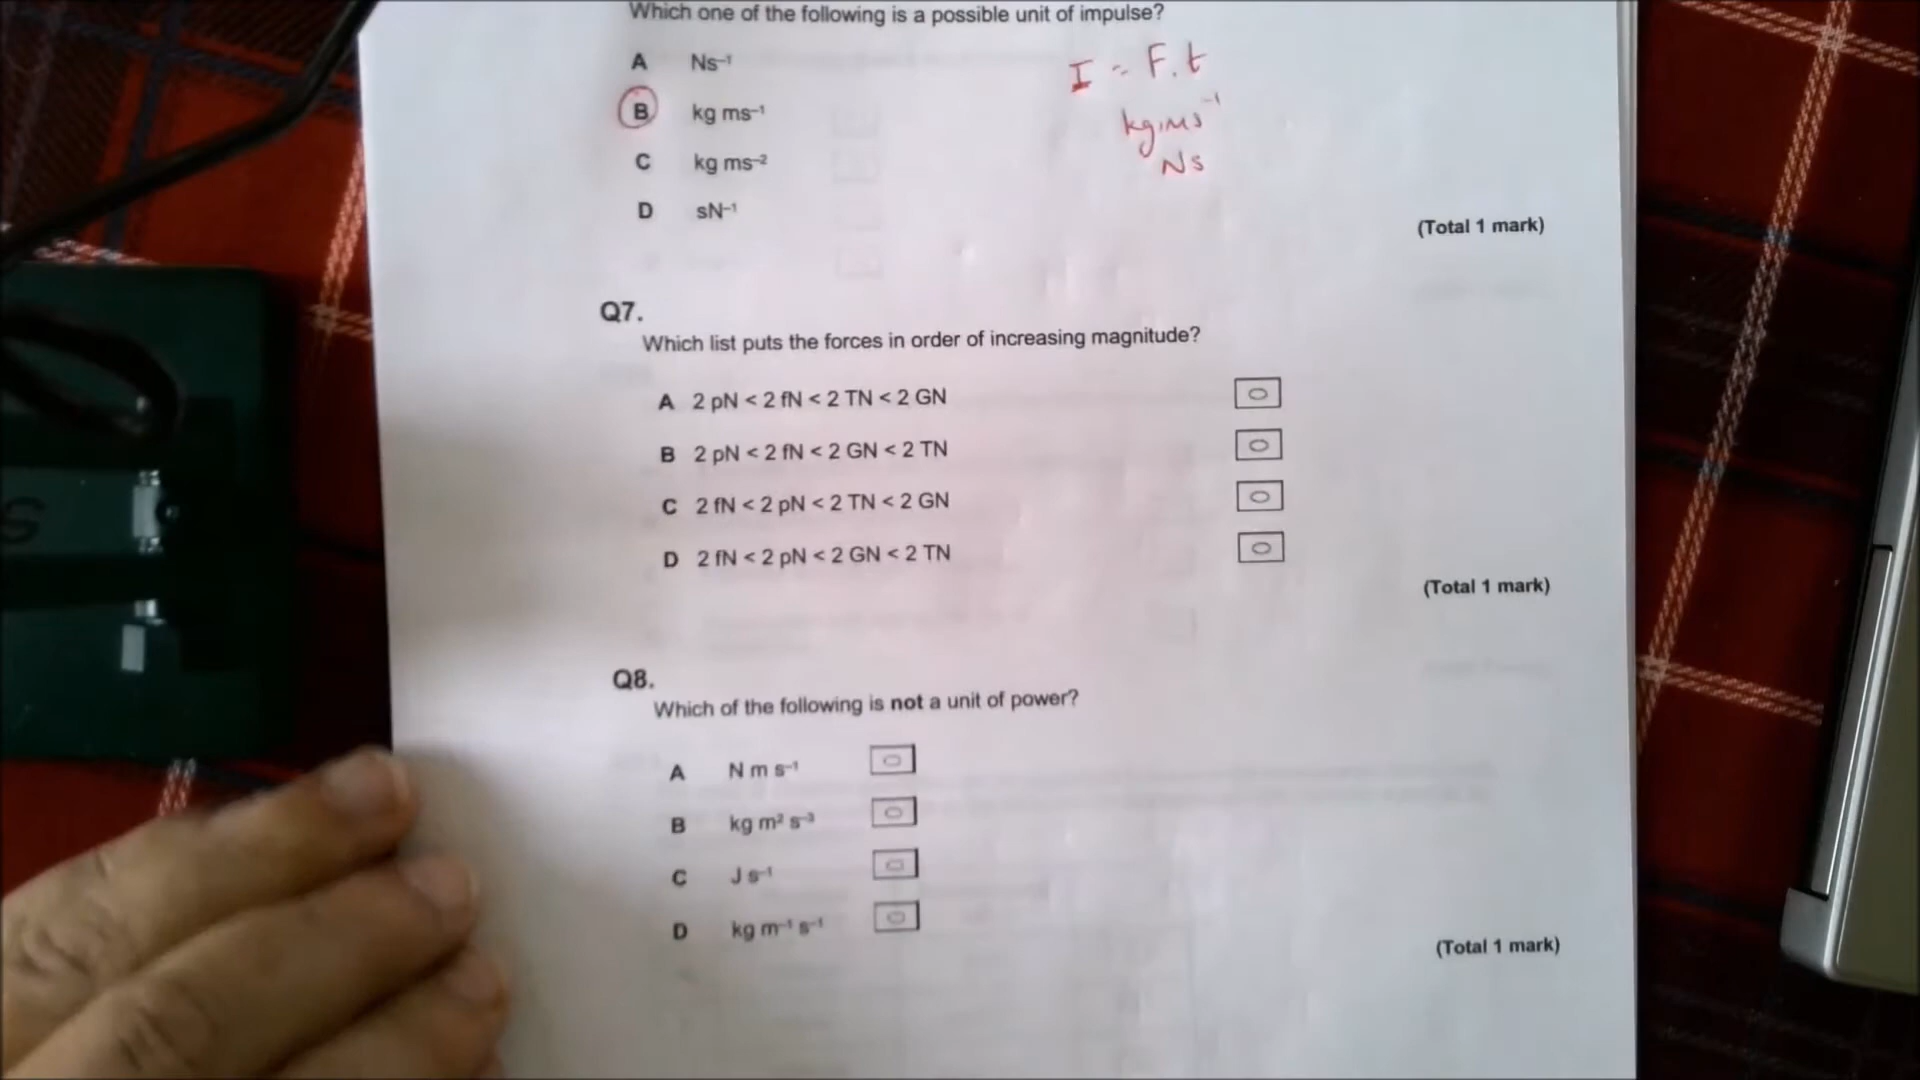 Which one of the following is a possible unit of impulse?
A Ns⁻¹
B kg ms⁻¹
C kg ms⁻²
D sN⁻¹
I = F.t
kg ms⁻¹
Ns
(Total 1 mark)
Q7.
Which list puts the forces in order of increasing magnitude?
A 2 pN < 2 fN < 2 TN < 2 GN
B 2 pN < 2 fN < 2 GN < 2 TN
C 2 fN < 2 pN < 2 TN < 2 GN
D 2 fN < 2 pN < 2 GN < 2 TN
(Total 1 mark)
Q8.
Which of the following is not a unit of power?
A N m s⁻¹
B kg m² s⁻³
C J s⁻¹
D kg m⁻¹ s⁻¹
(Total 1 mark)